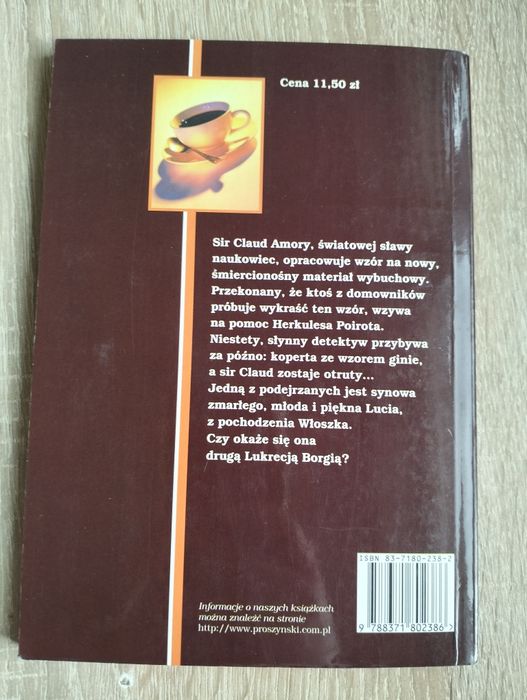 Cena 11,50 zł
Sir Claud Amory, światowej sławy
naukowiec, opracowuje wzór na nowy,
śmiercionośny materiał wybuchowy.
Przekonany, że ktoś z domowników
próbuje wykraść ten wzór, wzywa
na pomoc Herkulesa Poirota.
Niestety, słynny detektyw przybywa
za późno: koperta ze wzorem ginie,
a sir Claud zostaje otruty...
Jedną z podejrzanych jest synowa
zmarłego, młoda i piękna Lucia,
z pochodzenia Włoszka.
Czy okaże się ona
drugą Lukrecją Borgią?
ISBN 83-7180-238-2
9 788371 802386 >
Informacje o naszych książkach
można znaleźć na stronie
http://www.proszynski.com.pl